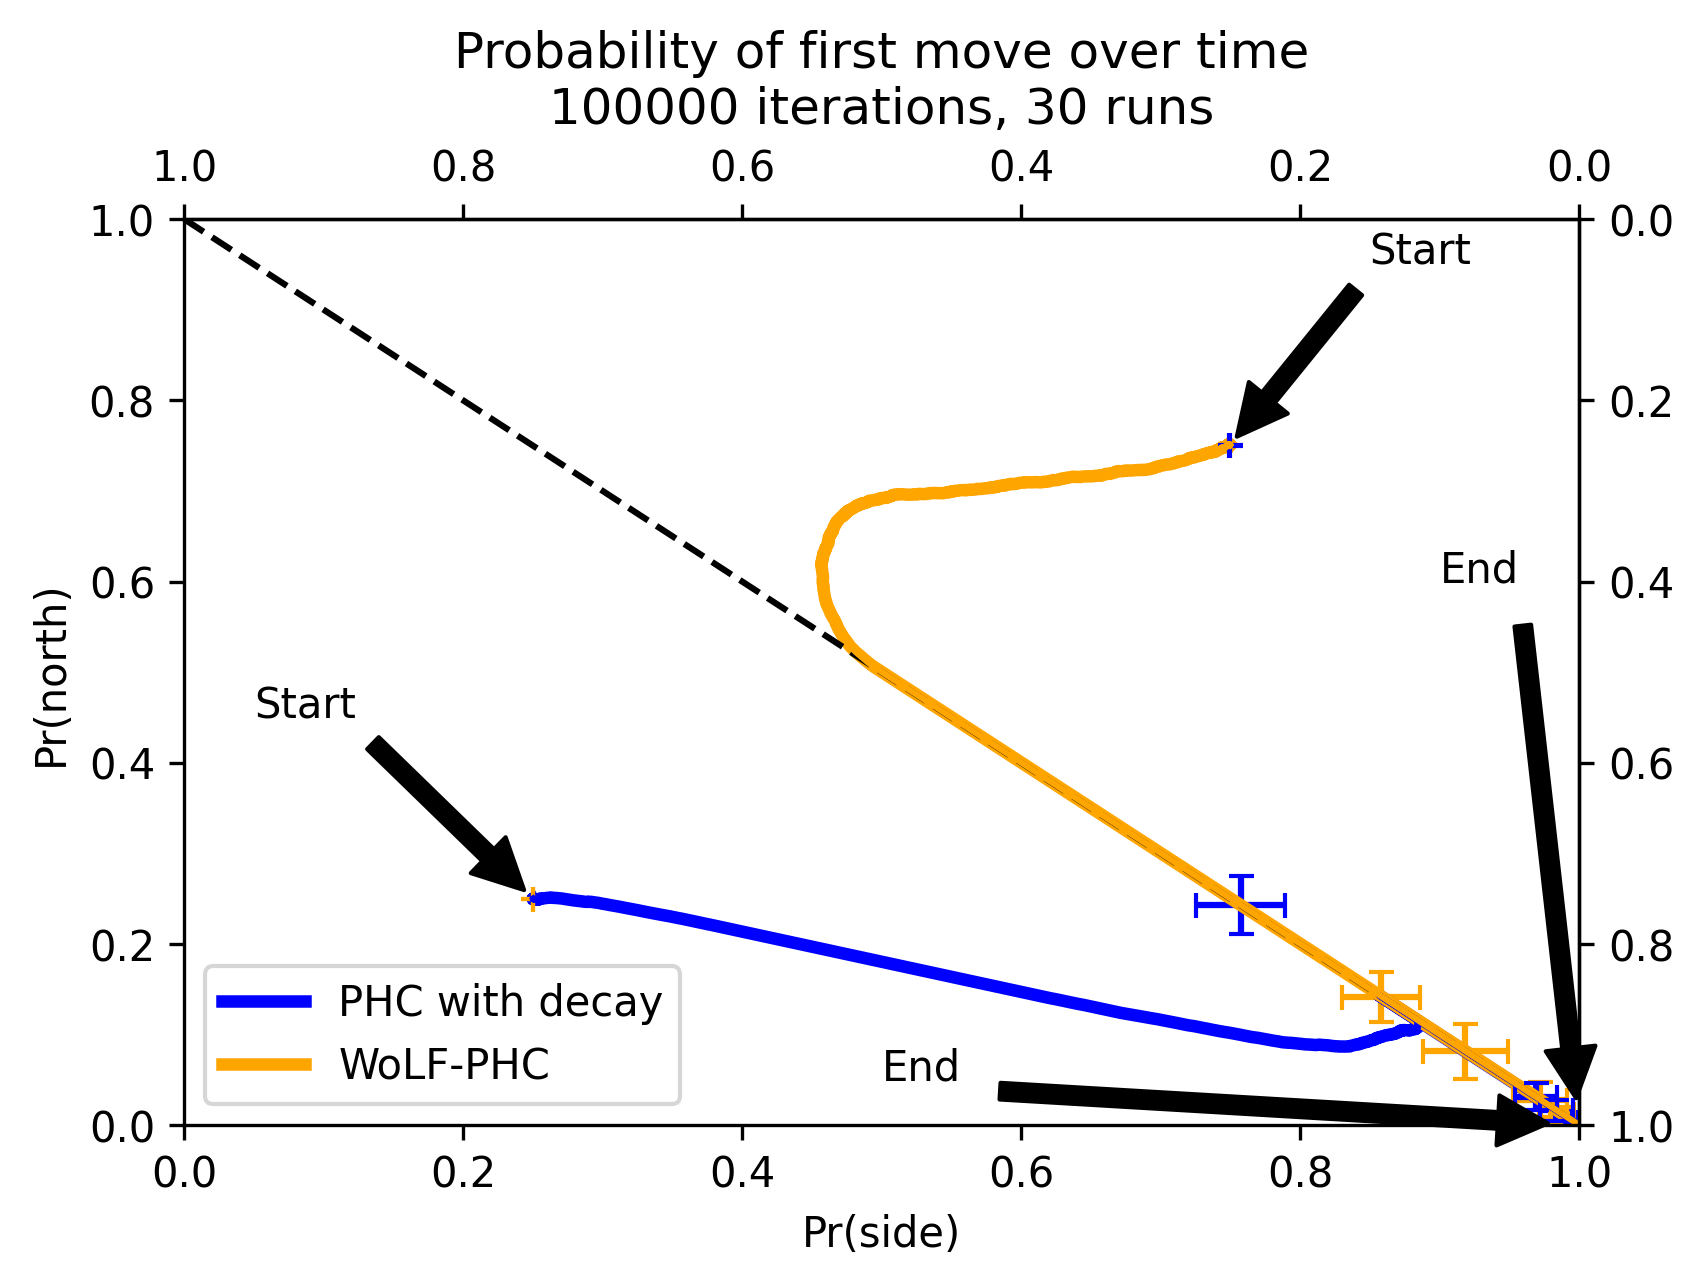 Probability of first move over time
100000 iterations, 30 runs
1.0 0.8 0.6 0.4 0.2 0.0
1.0 0.0
Start
0.8 0.2
End
0.6 0.4
Pr(north)
Start
0.4 0.6
0.2 0.8
PHC with decay
WoLF-PHC
End
0.0 1.0
0.0 0.2 0.4 0.6 0.8 1.0
Pr(side)